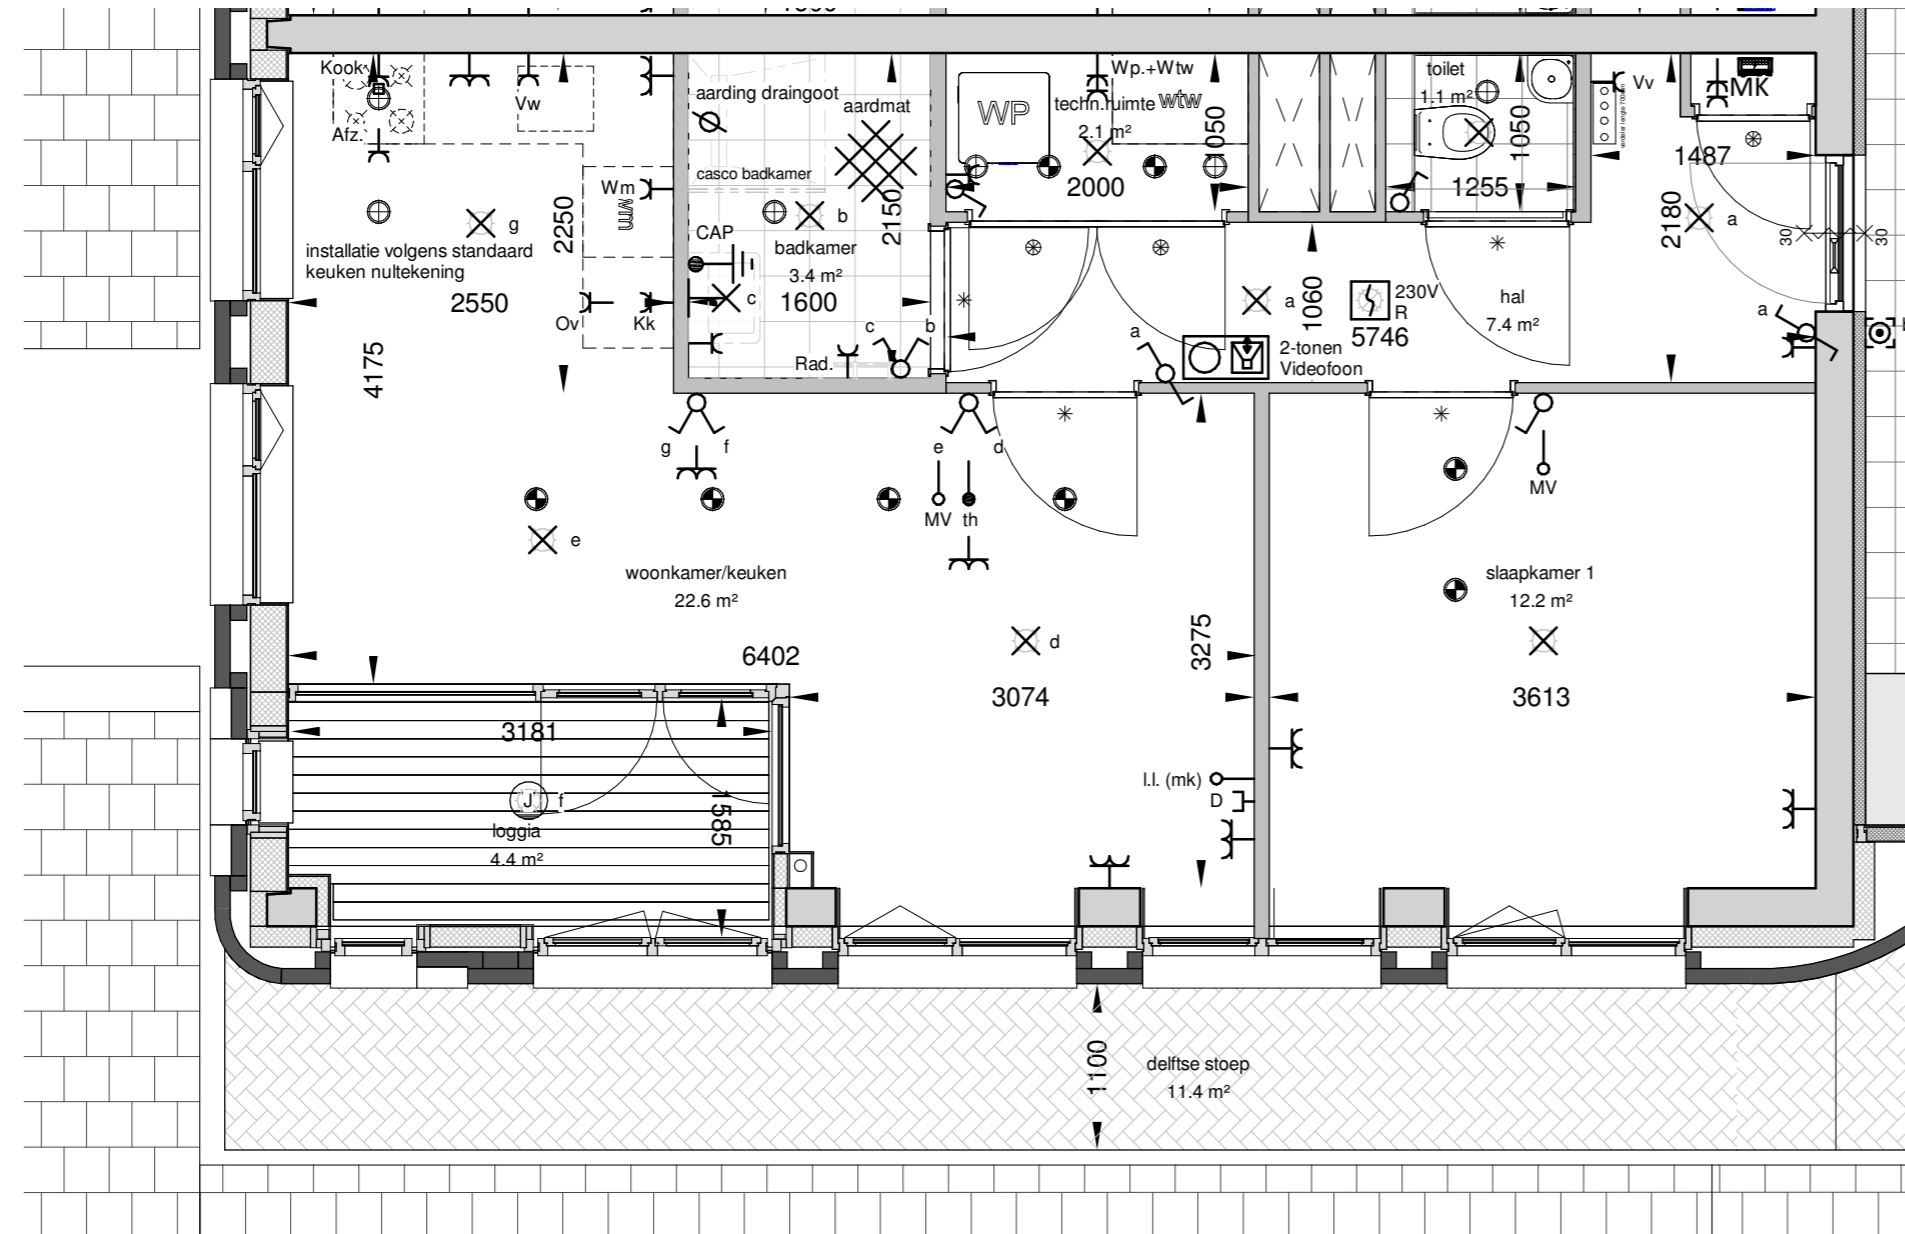 Kook
Vw
Afz.
aarding draingoot
aardmat
WP
Wp.+Wtw
techn.ruimte
wtw
2.1 m²
1050
2000
toilet
1.1 m²
1050
1255
Vv
MK
1487
casco badkamer
Wm
wm
2250
2150
g
b
installatie volgens standaard
keuken nultekening
CAP
badkamer
3.4 m²
2550
c
1600
Ov
Kk
c
b
Rad.
4175
a
1060
230V
R
5746
hal
7.4 m²
2180
a
30
30
a
a
2-tonen
Videofoon
g
f
e
d
MV
th
MV
e
woonkamer/keuken
22.6 m²
slaapkamer 1
12.2 m²
d
3275
6402
3074
3613
3181
J
f
1585
loggia
4.4 m²
l.l. (mk)
D
1100
delftse stoep
11.4 m²